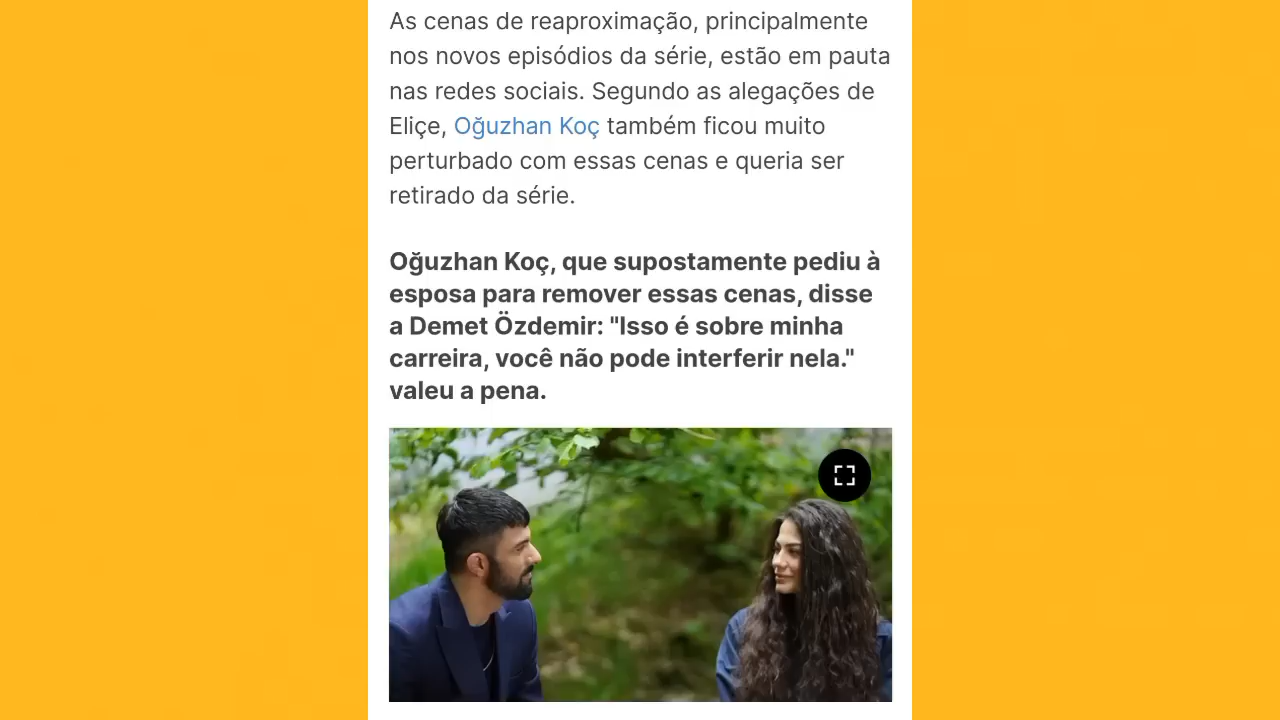 As cenas de reaproximação, principalmente
nos novos episódios da série, estão em pauta
nas redes sociais. Segundo as alegações de
Eliçe, Oğuzhan Koç também ficou muito
perturbado com essas cenas e queria ser
retirado da série.
Oğuzhan Koç, que supostamente pediu à
esposa para remover essas cenas, disse
a Demet Özdemir: "Isso é sobre minha
carreira, você não pode interferir nela."
valeu a pena.